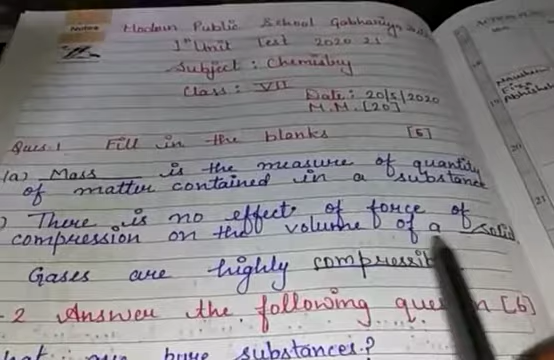 Notes
Modern Public School
1st Unit Test 2020 21
Subject : Chemistry
Class : VII
Date : 20/5/2020
M.M. [20]
Ques.1 Fill in the blanks [6]
(a) Mass is the measure of quantity
of matter contained in a substance
) There is no effect of force of
compression on the volume of a solid
Gases are highly
-2 Answer the following [6]
pure substances.?
20
21